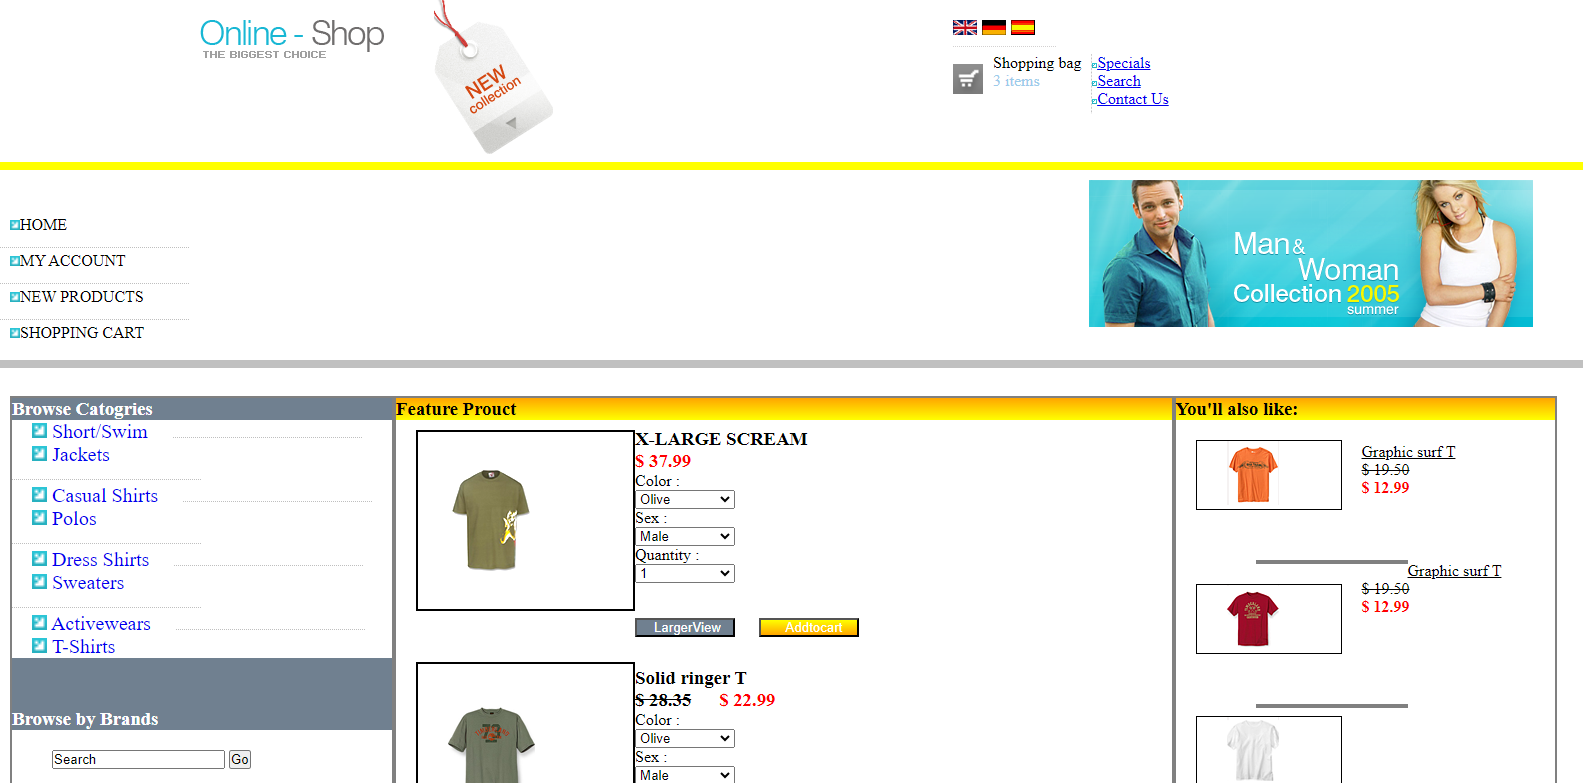 Online - Shop
THE BIGGEST CHOICE
NEW
collection
Shopping bag
3 items
Specials
Search
Contact Us
HOME
MY ACCOUNT
NEW PRODUCTS
SHOPPING CART
Man &
Woman
Collection 2005
summer
Browse Catogries
Short/Swim
Jackets
Casual Shirts
Polos
Dress Shirts
Sweaters
Activewears
T-Shirts
Browse by Brands
Search Go
Feature Prouct
X-LARGE SCREAM
$ 37.99
Color :
Olive
Sex :
Male
Quantity :
1
LargerView Addtocart
Solid ringer T
$ 28.35 $ 22.99
Color :
Olive
Sex :
Male
You'll also like:
Graphic surf T
$ 19.50
$ 12.99
Graphic surf T
$ 19.50
$ 12.99